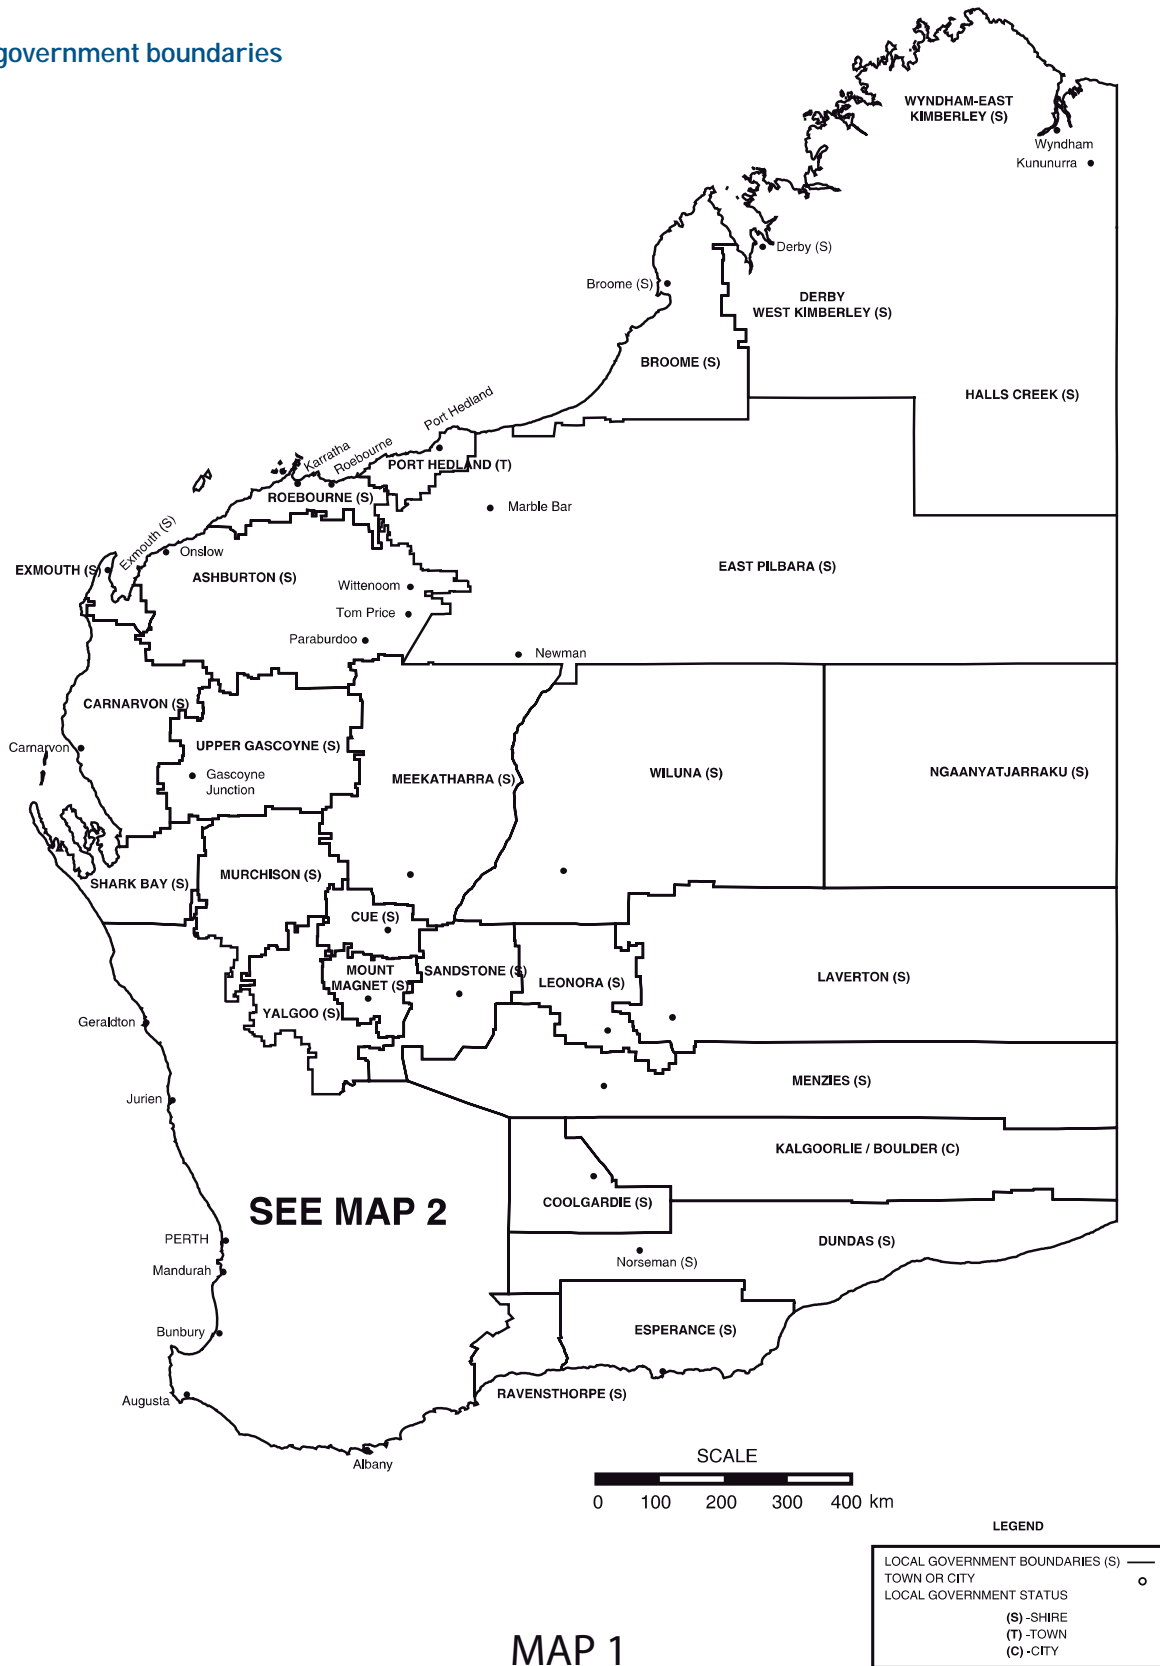 government boundaries
WYNDHAM-EAST
KIMBERLEY (S)
Wyndham
Kununurra
Derby (S)
Broome (S)
DERBY
WEST KIMBERLEY (S)
BROOME (S)
HALLS CREEK (S)
Port Hedland
Karratha
Roebourne
PORT HEDLAND (T)
ROEBOURNE (S)
Marble Bar
Exmouth (S)
Onslow
EXMOUTH (S)
ASHBURTON (S)
EAST PILBARA (S)
Wittenoom
Tom Price
Paraburdoo
Newman
CARNARVON (S)
Carnarvon
UPPER GASCOYNE (S)
Gascoyne
Junction
MEEKATHARRA (S)
WILUNA (S)
NGAANYATJARRAKU (S)
SHARK BAY (S)
MURCHISON (S)
CUE (S)
MOUNT
MAGNET (S)
SANDSTONE (S)
LEONORA (S)
LAVERTON (S)
YALGOO (S)
Geraldton
MENZIES (S)
Jurien
KALGOORLIE / BOULDER (C)
COOLGARDIE (S)
SEE MAP 2
PERTH
DUNDAS (S)
Norseman (S)
Mandurah
Bunbury
ESPERANCE (S)
Augusta
RAVENSTHORPE (S)
Albany
SCALE
0 100 200 300 400 km
LEGEND
LOCAL GOVERNMENT BOUNDARIES (S)
TOWN OR CITY
LOCAL GOVERNMENT STATUS
(S) -SHIRE
(T) -TOWN
(C) -CITY
MAP 1